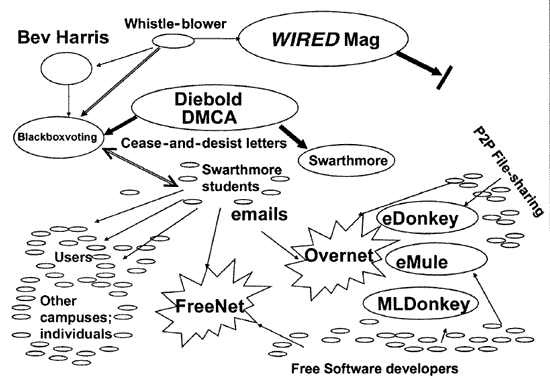 Whistle-blower
Bev Harris
WIRED Mag
Diebold
DMCA
Blackboxvoting
Cease-and-desist letters
Swarthmore
P2P File-sharing
Swarthmore
students
emails
eDonkey
Overnet
eMule
Users
FreeNet
MLDonkey
Other
campuses;
individuals
Free Software developers